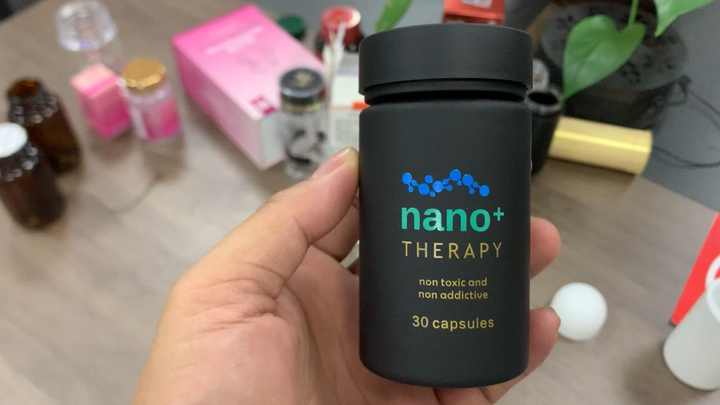 nano+
THERAPY
non toxic and
non addictive
30 capsules